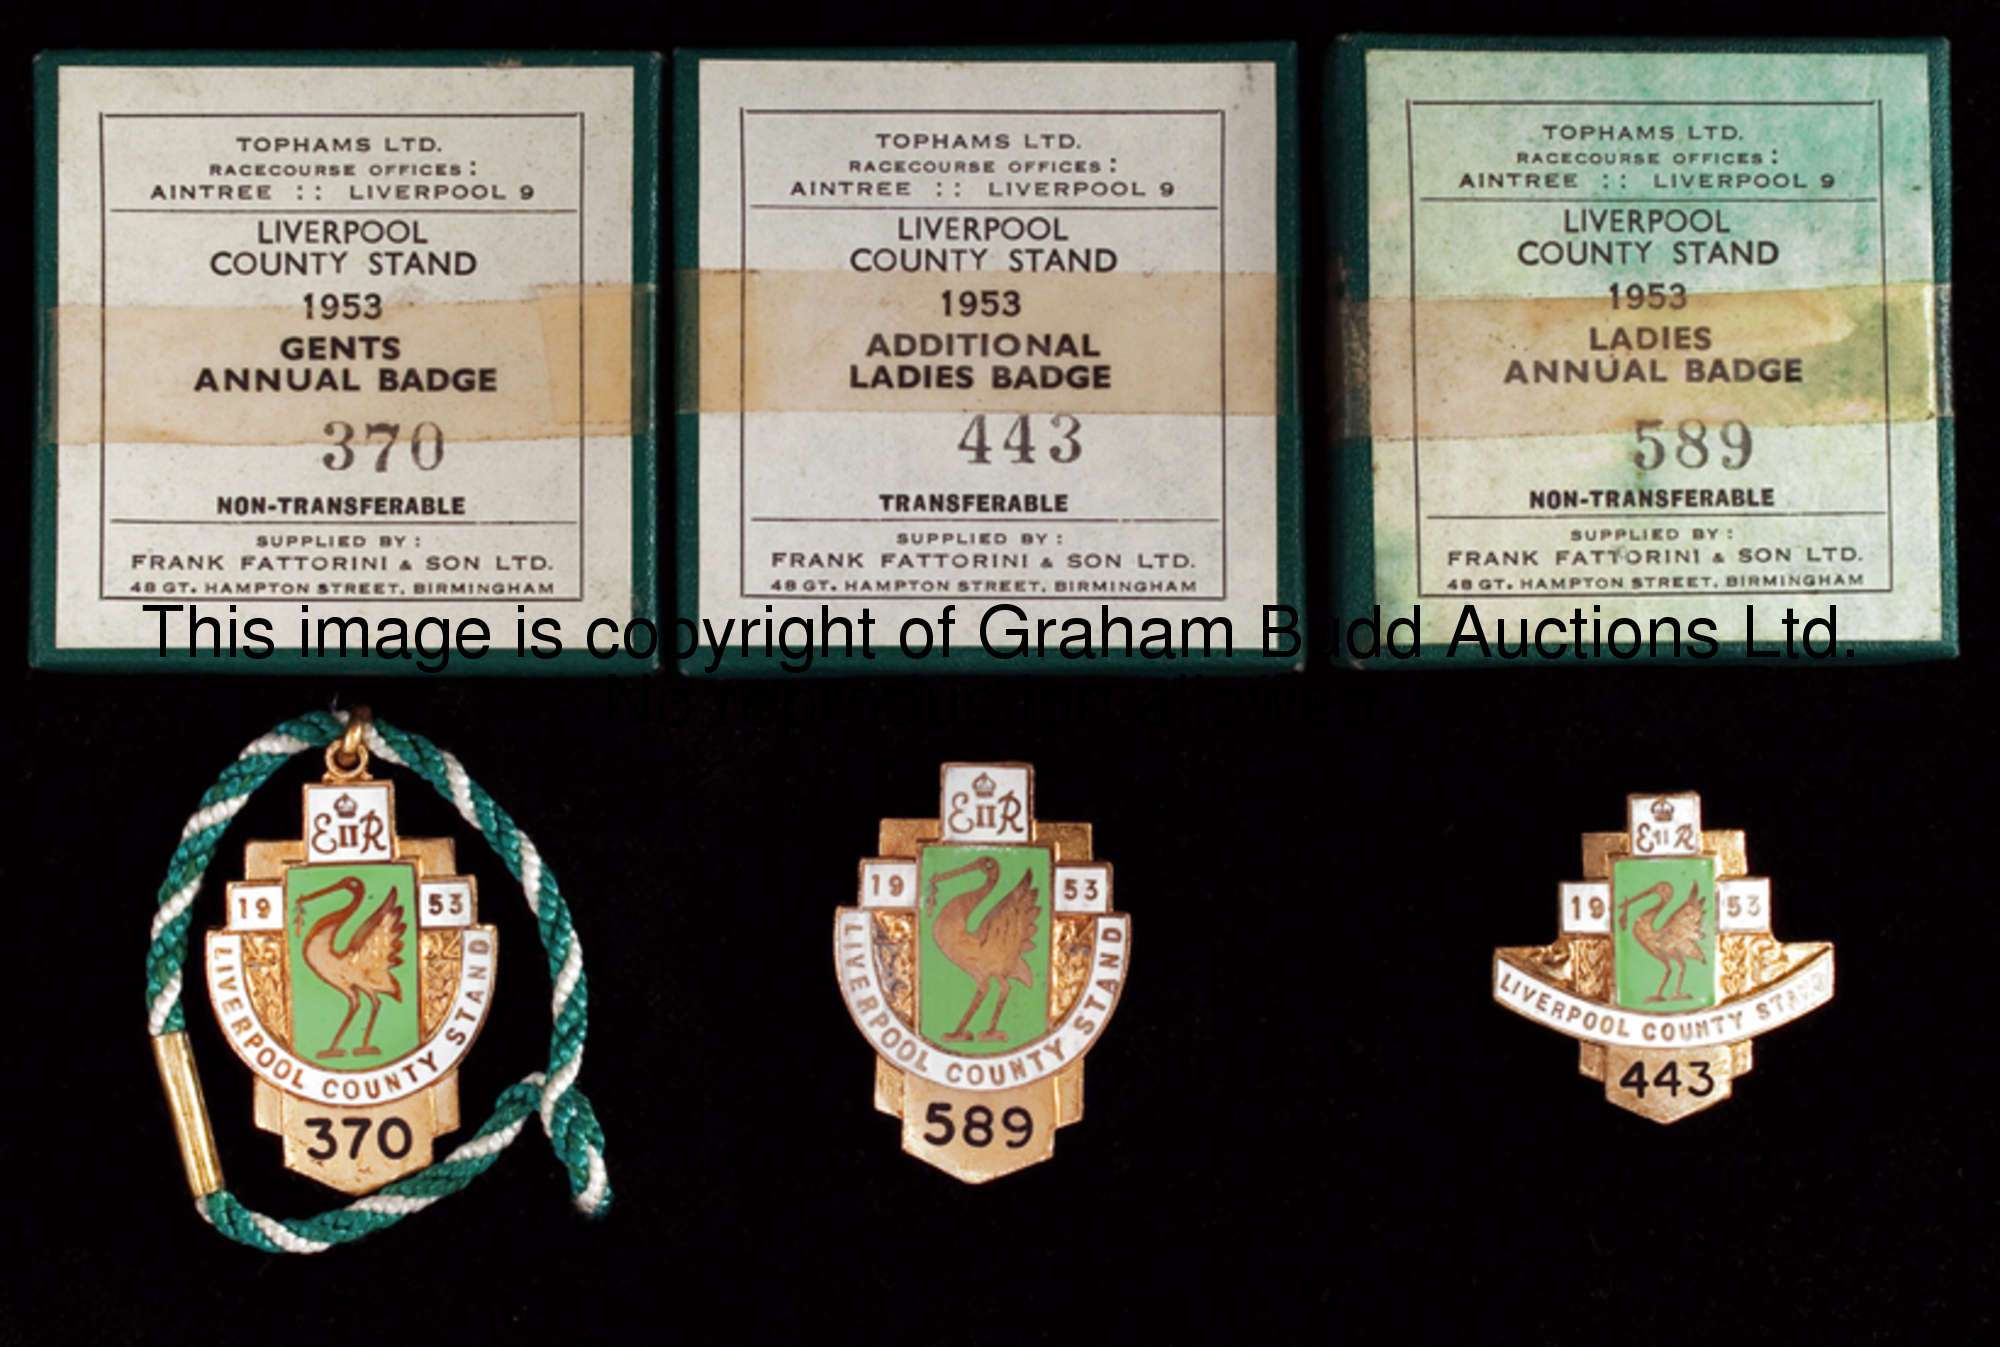 TOPHAMS LTD.
RACECOURSE OFFICES:
AINTREE :: LIVERPOOL 9
LIVERPOOL
COUNTY STAND
1953
GENTS
ANNUAL BADGE
370
NON-TRANSFERABLE
SUPPLIED BY:
FRANK FATTORINI & SON LTD.
48 GT. HAMPTON STREET, BIRMINGHAM
TOPHAMS LTD.
RACECOURSE OFFICES:
AINTREE :: LIVERPOOL 9
LIVERPOOL
COUNTY STAND
1953
ADDITIONAL
LADIES BADGE
443
TRANSFERABLE
SUPPLIED BY:
FRANK FATTORINI & SON LTD.
48 GT. HAMPTON STREET, BIRMINGHAM
TOPHAMS LTD.
RACECOURSE OFFICES:
AINTREE :: LIVERPOOL 9
LIVERPOOL
COUNTY STAND
1953
LADIES
ANNUAL BADGE
589
NON-TRANSFERABLE
SUPPLIED BY:
FRANK FATTORINI & SON LTD.
48 GT. HAMPTON STREET, BIRMINGHAM
This image is copyright of Graham Budd Auctions Ltd.
EIIR
19 53
LIVERPOOL COUNTY STAND
370
EIIR
19 53
LIVERPOOL COUNTY STAND
589
EIIR
19 53
LIVERPOOL COUNTY STAND
443